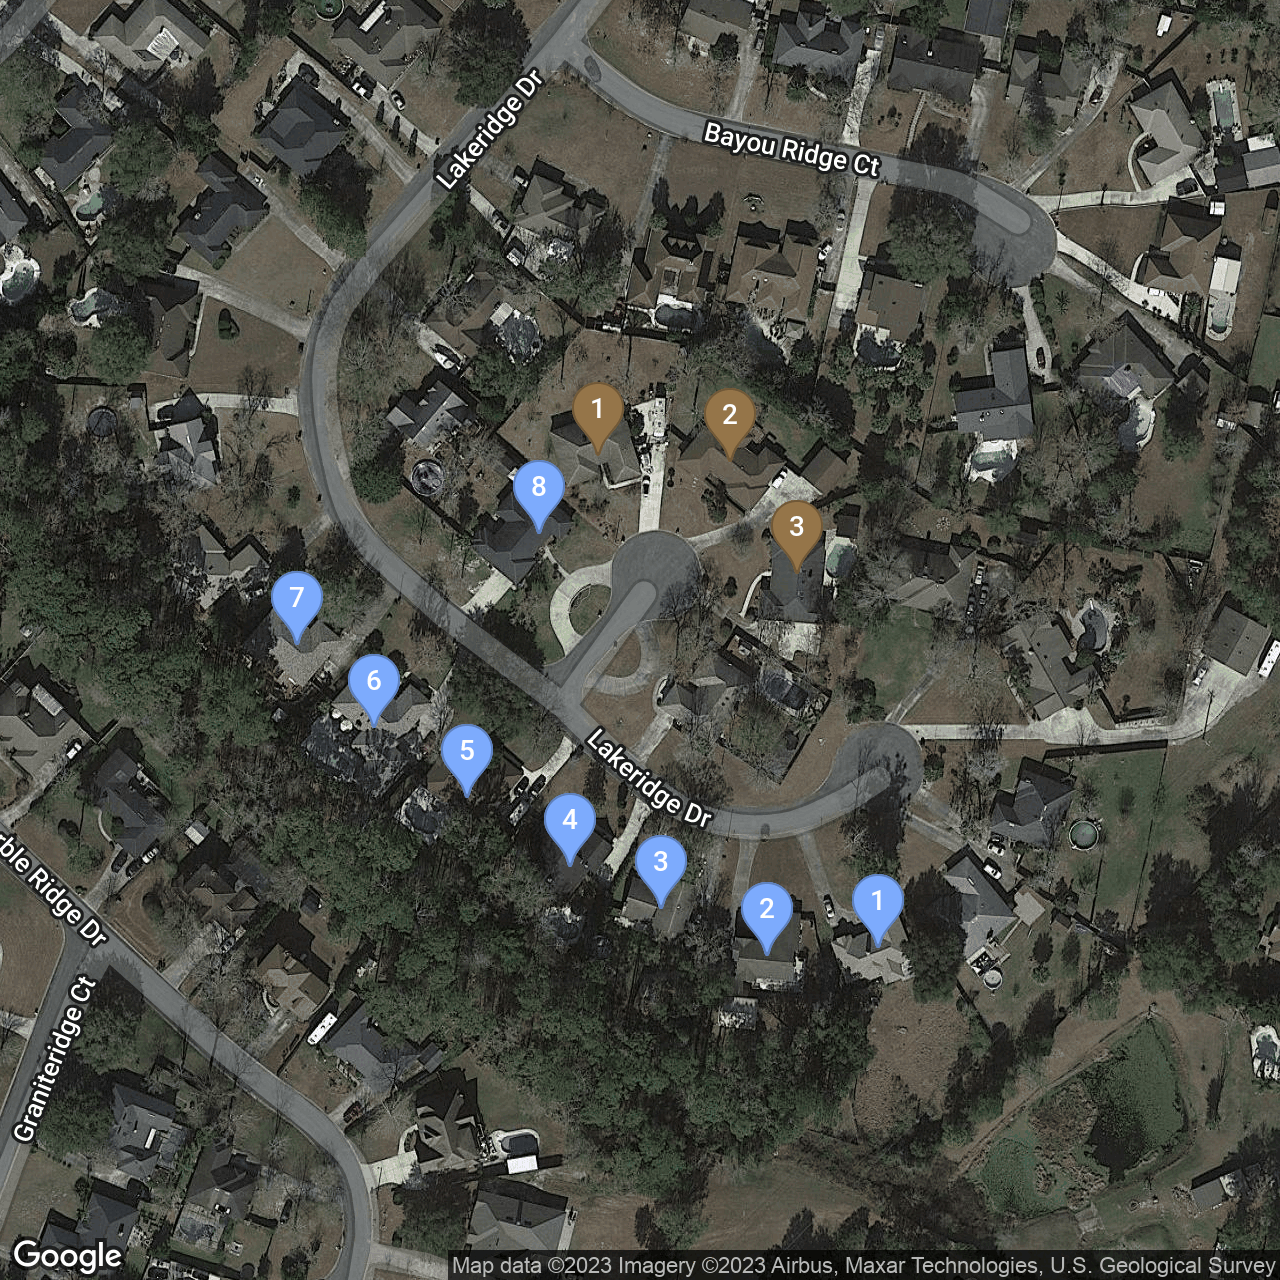 Lakeridge Dr
Bayou Ridge Ct
1
2
8
3
7
6
5
Lakeridge Dr
4
3
2
1
rble Ridge Dr
Graniteridge Ct
Google
Map data ©2023 Imagery ©2023 Airbus, Maxar Technologies, U.S. Geological Survey